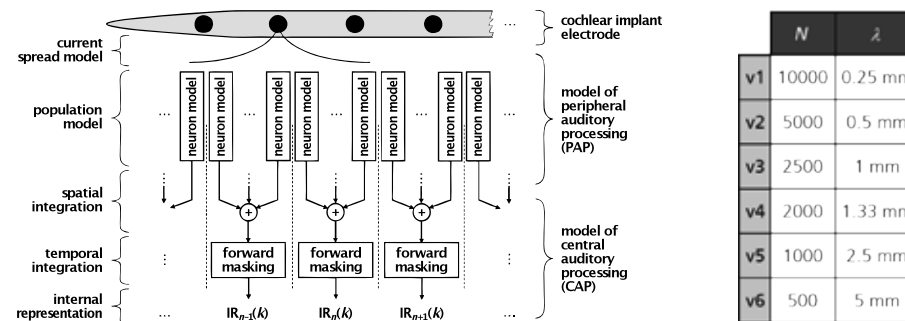 cochlear implant
electrode
current
spread model
population
model
neuron model
neuron model
neuron model
neuron model
neuron model
neuron model
neuron model
neuron model
model of
peripheral
auditory
processing
(PAP)
spatial
integration
+
+
+
temporal
integration
forward
masking
forward
masking
forward
masking
model of
central
auditory
processing
(CAP)
internal
representation
IRn-1(k)
IRn(k)
IRn+1(k)
N λ
v1 10000 0.25 mm
v2 5000 0.5 mm
v3 2500 1 mm
v4 2000 1.33 mm
v5 1000 2.5 mm
v6 500 5 mm